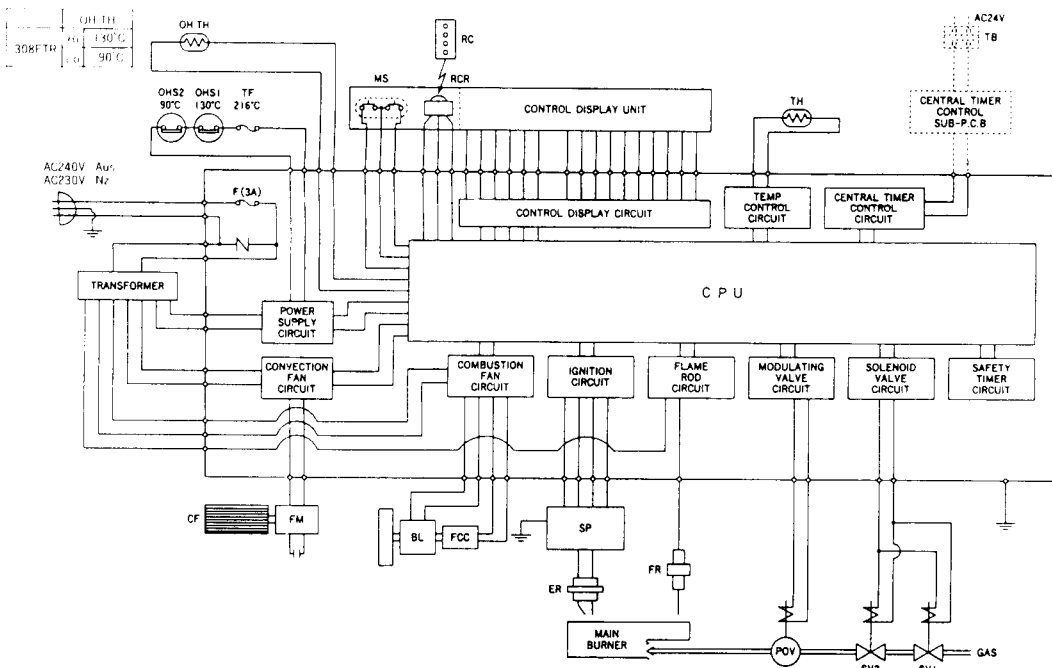 OH TH
308FTR
130°C
90°C
OH TH
RC
AC24V
TB
OHS2
90°C
OHS1
130°C
TF
216°C
MS
RCR
CONTROL DISPLAY UNIT
TH
CENTRAL TIMER
CONTROL
SUB-P.C.B
AC240V Aus
AC230V Nz
F (3A)
CONTROL DISPLAY CIRCUIT
TEMP
CONTROL
CIRCUIT
CENTRAL TIMER
CONTROL
CIRCUIT
TRANSFORMER
CPU
POWER
SUPPLY
CIRCUIT
CONVECTION
FAN
CIRCUIT
COMBUSTION
FAN
CIRCUIT
IGNITION
CIRCUIT
FLAME
ROD
CIRCUIT
MODULATING
VALVE
CIRCUIT
SOLENOID
VALVE
CIRCUIT
SAFETY
TIMER
CIRCUIT
CF
FM
BL
FCC
SP
ER
FR
MAIN
BURNER
POV
SV2
SV1
GAS